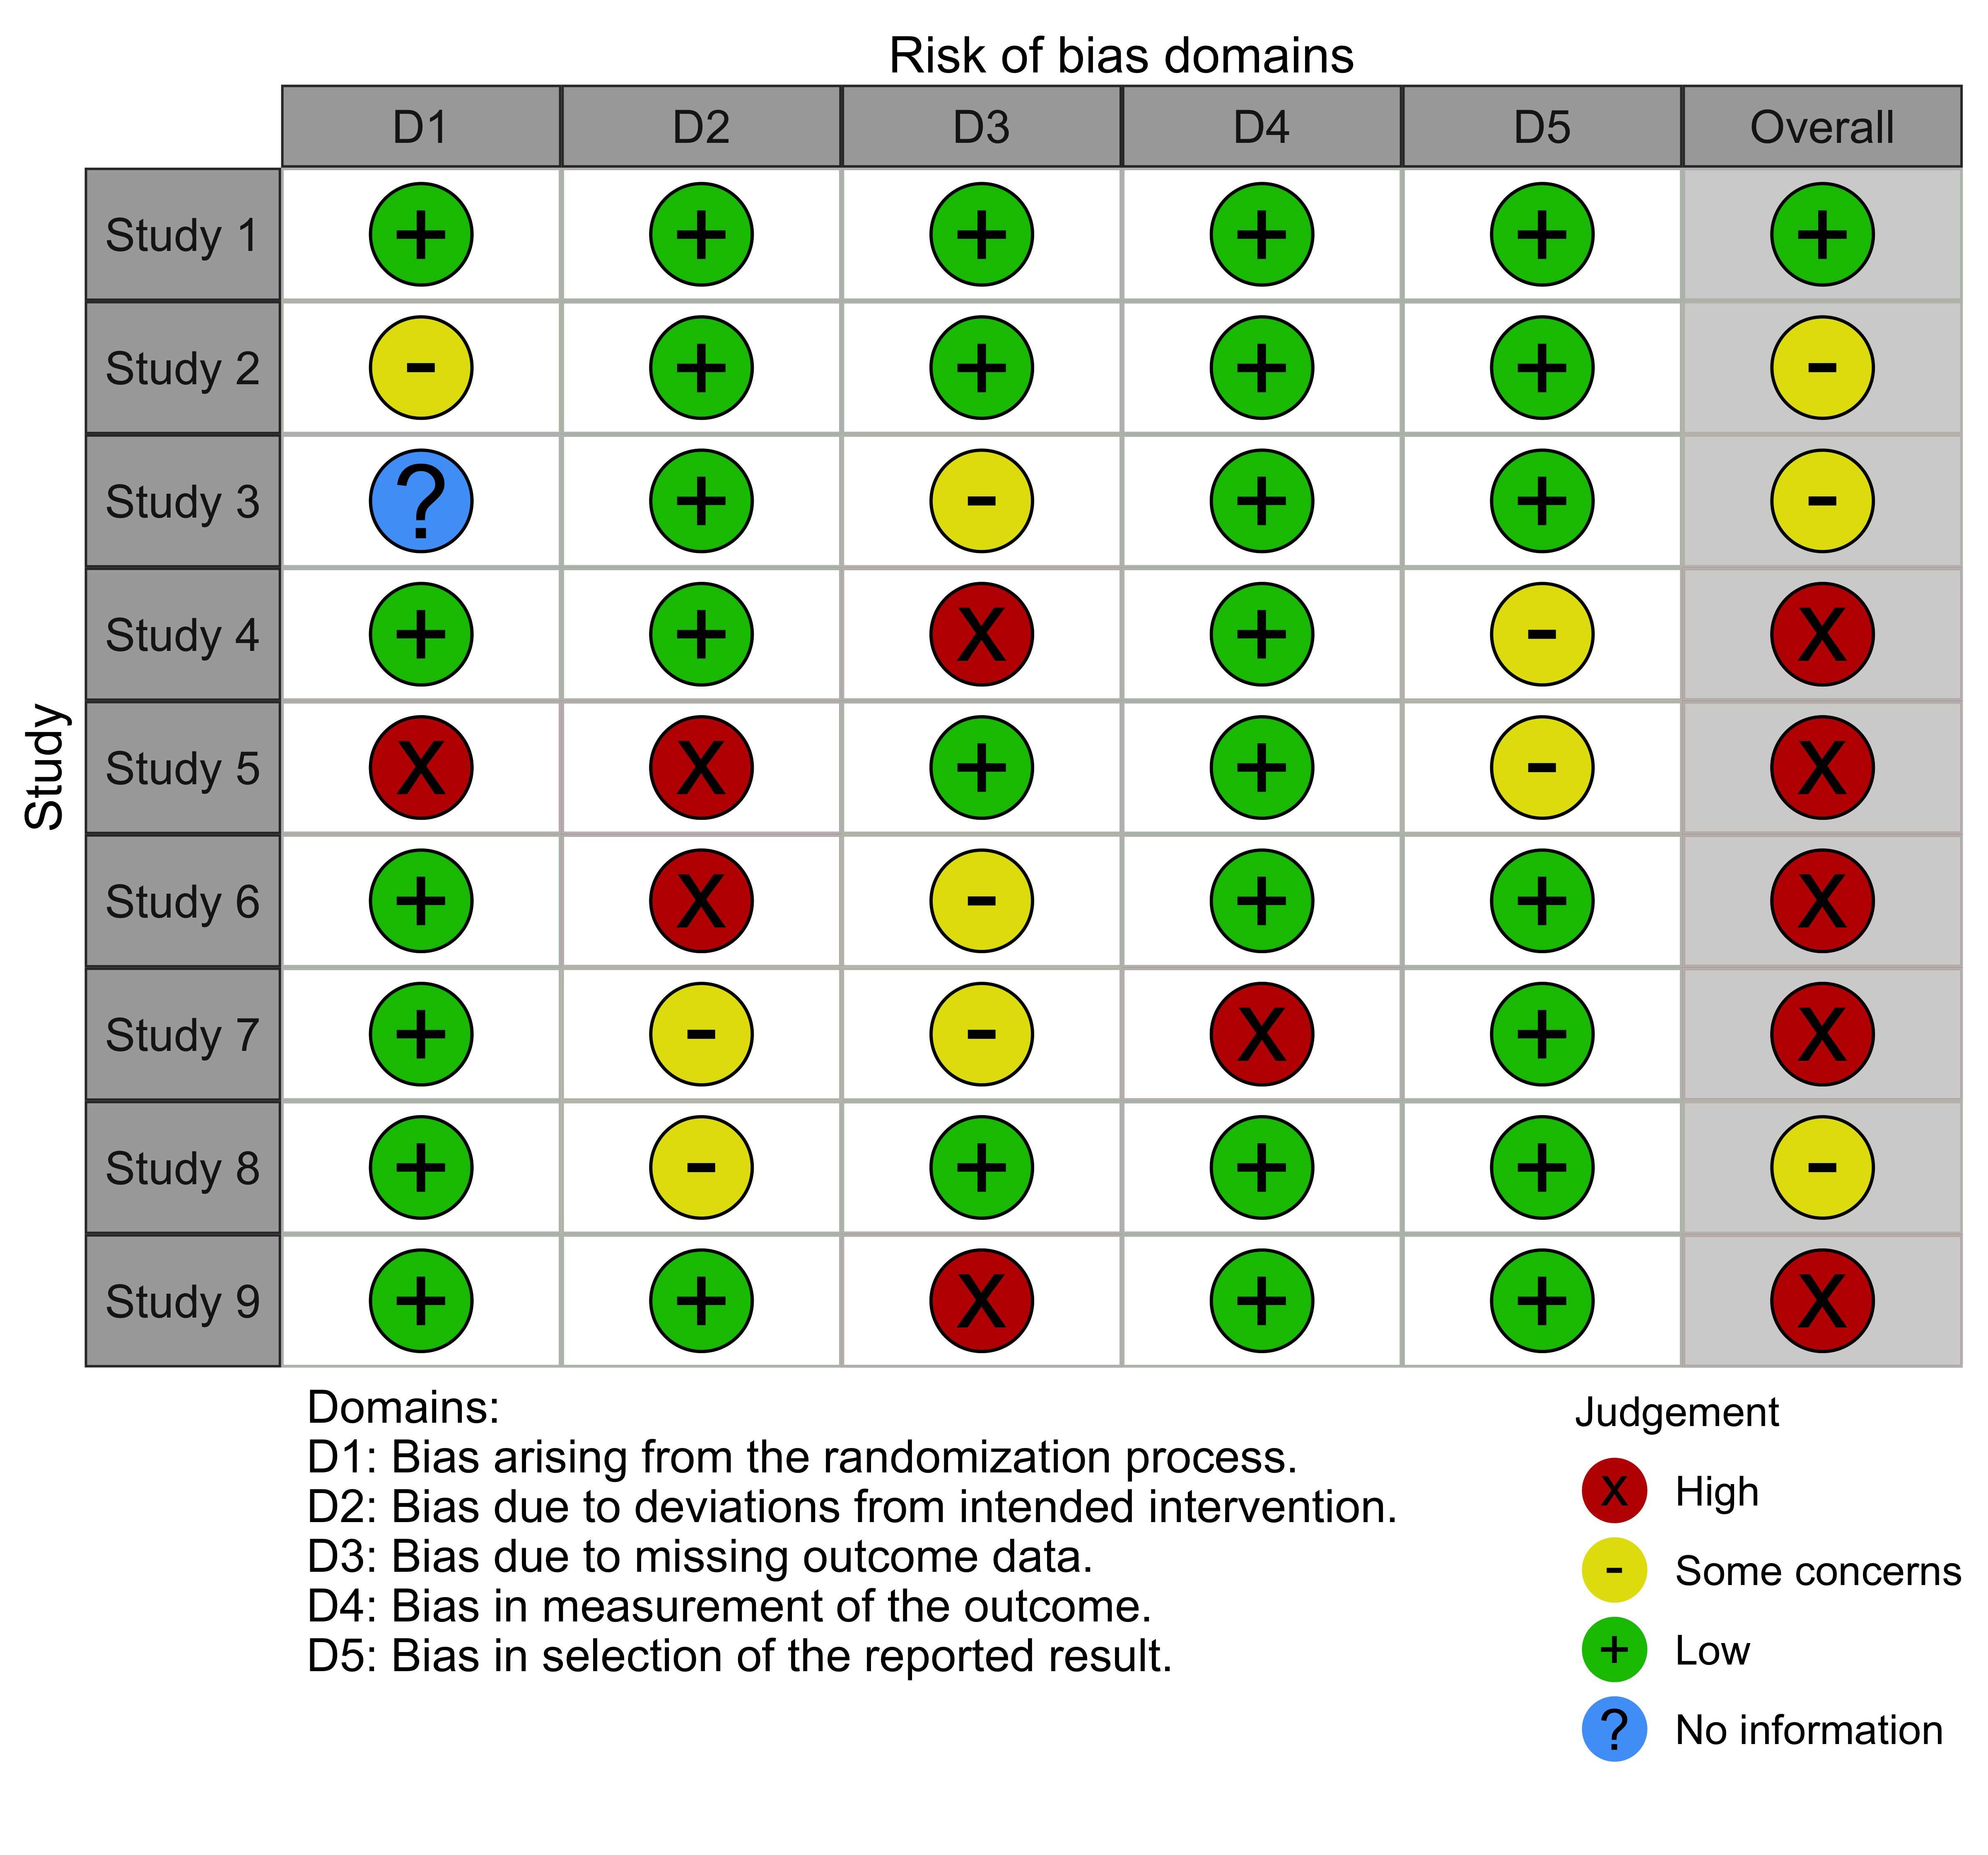 Risk of bias domains
D1 D2 D3 D4 D5 Overall
Study
Study 1 + + + + + +
Study 2 - + + + + -
Study 3 ? + - + + -
Study 4 + + X + - X
Study 5 X X + + - X
Study 6 + X - + + X
Study 7 + - - X + X
Study 8 + - + + + -
Study 9 + + X + + X
Domains:
D1: Bias arising from the randomization process.
D2: Bias due to deviations from intended intervention.
D3: Bias due to missing outcome data.
D4: Bias in measurement of the outcome.
D5: Bias in selection of the reported result.
Judgement
X High
- Some concerns
+ Low
? No information